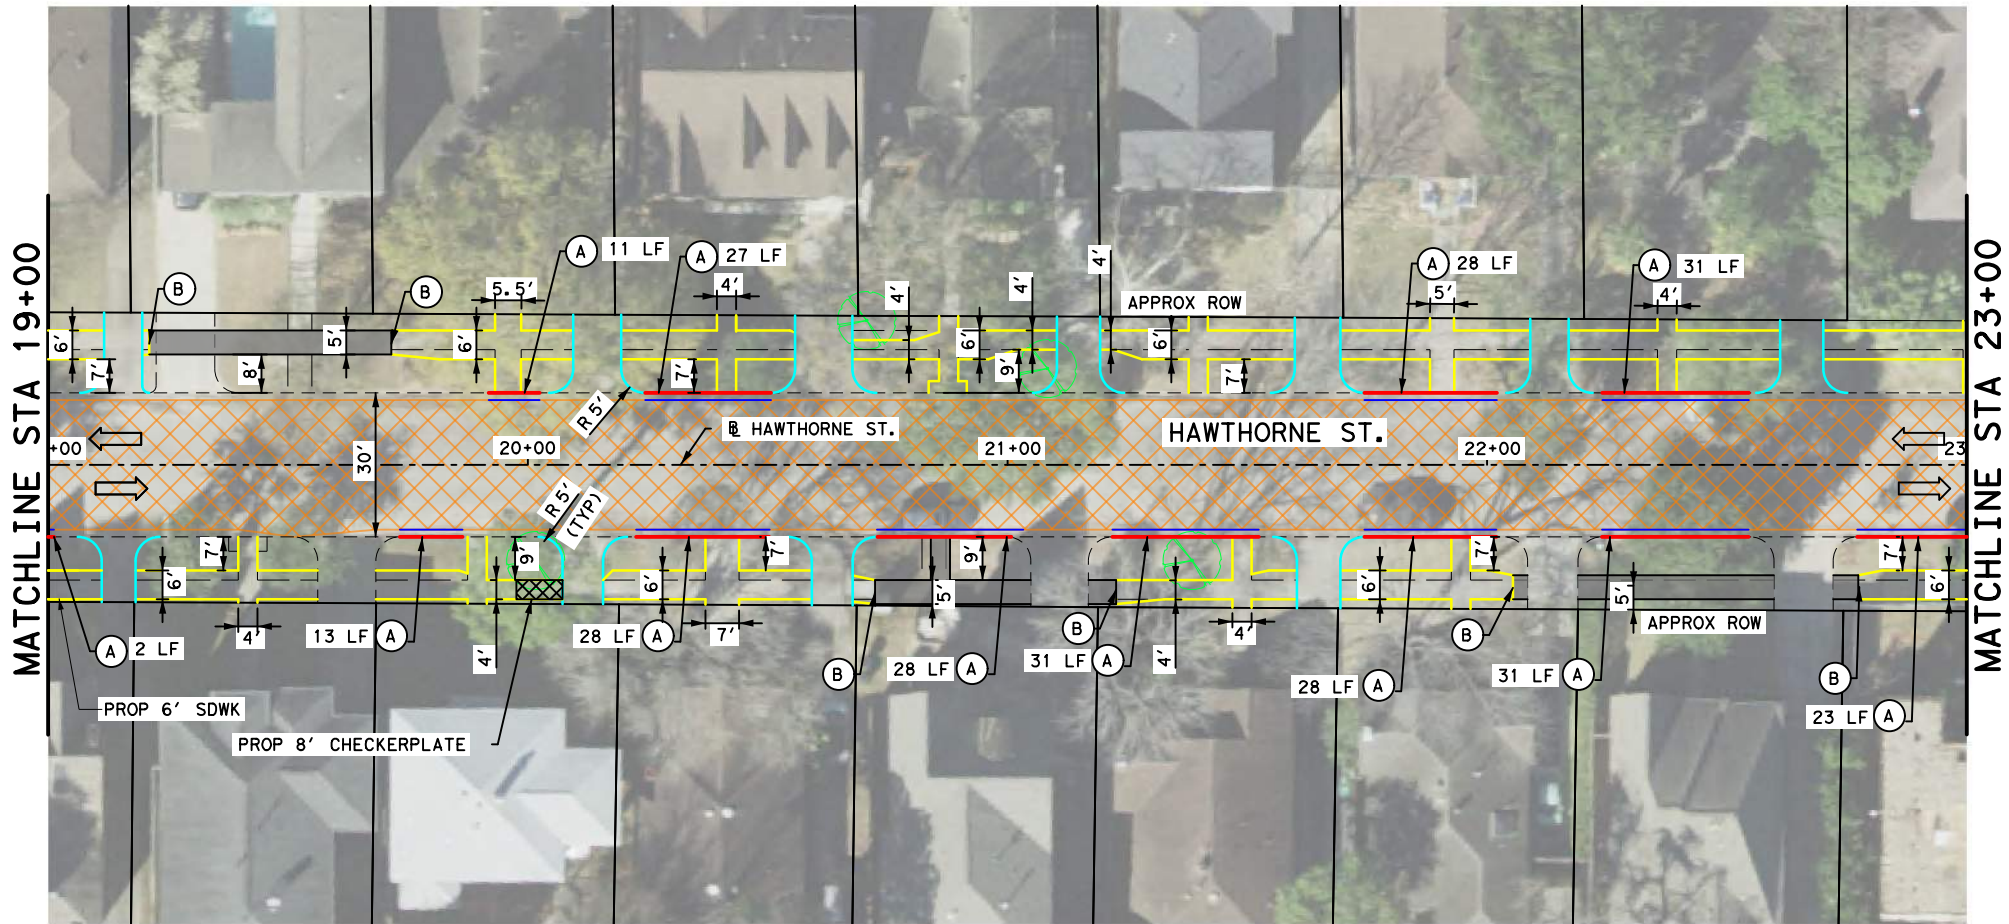 MATCHLINE STA 19+00
MATCHLINE STA 23+00
A 11 LF
A 27 LF
A 28 LF
A 31 LF
B
B
5.5'
4'
4'
4'
4'
5'
4'
APPROX ROW
6'
5'
6'
6'
6'
7'
8'
7'
9'
7'
R 5'
℄ HAWTHORNE ST.
HAWTHORNE ST.
+00
20+00
21+00
22+00
23
30'
R 5'
(TYP)
7'
9'
7'
9'
7'
7'
6'
6'
5'
6'
5'
6'
A 2 LF
4'
13 LF A
4'
28 LF A
7'
B
28 LF A
B
31 LF A
4'
4'
28 LF A
B
31 LF A
APPROX ROW
B
23 LF A
PROP 6' SDWK
PROP 8' CHECKERPLATE